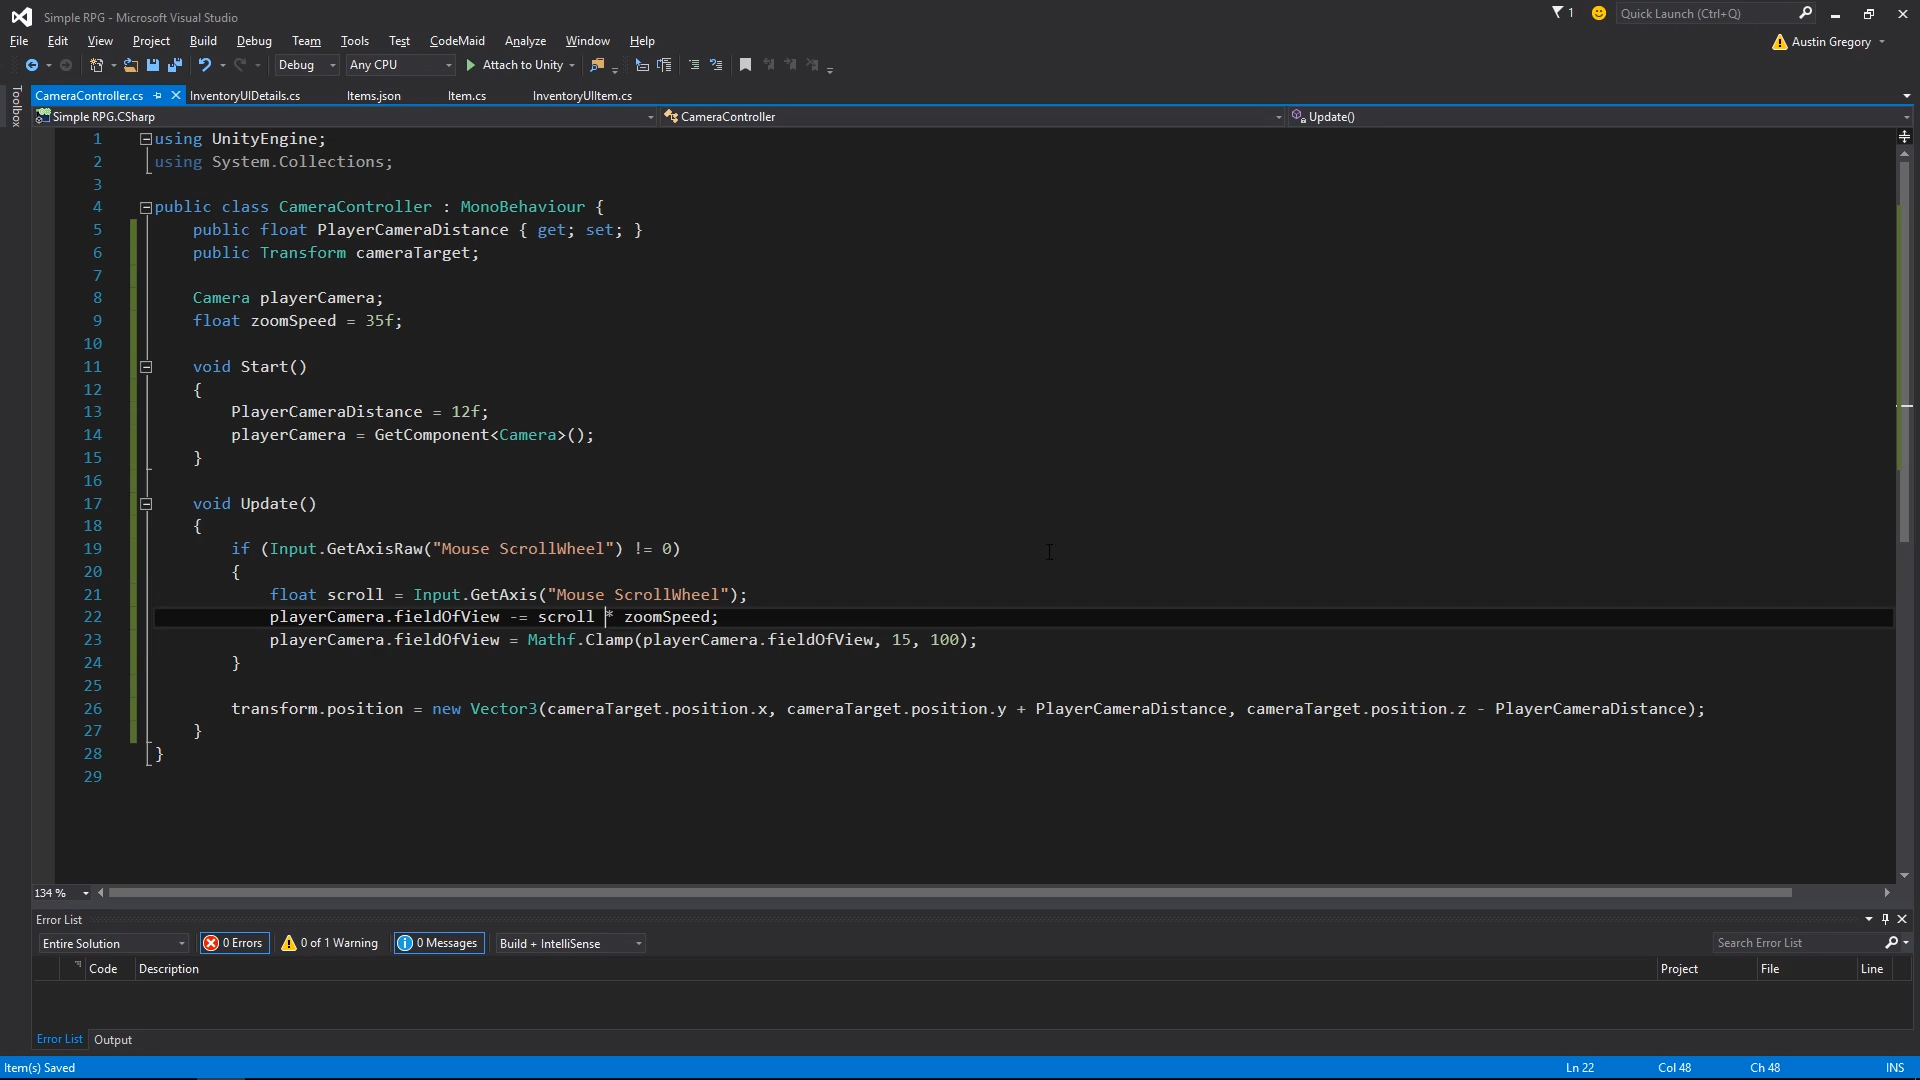 Simple RPG - Microsoft Visual Studio
1
Quick Launch (Ctrl+Q)
File Edit View Project Build Debug Team Tools Test CodeMaid Analyze Window Help
Austin Gregory
Debug Any CPU Attach to Unity
Toolbox
CameraController.cs InventoryUIDetails.cs Items.json Item.cs InventoryUIItem.cs
Simple RPG.CSharp CameraController Update()
1 using UnityEngine;
2 using System.Collections;
3
4 public class CameraController : MonoBehaviour {
5 public float PlayerCameraDistance { get; set; }
6 public Transform cameraTarget;
7
8 Camera playerCamera;
9 float zoomSpeed = 35f;
10
11 void Start()
12 {
13 PlayerCameraDistance = 12f;
14 playerCamera = GetComponent<Camera>();
15 }
16
17 void Update()
18 {
19 if (Input.GetAxisRaw("Mouse ScrollWheel") != 0)
20 {
21 float scroll = Input.GetAxis("Mouse ScrollWheel");
22 playerCamera.fieldOfView -= scroll * zoomSpeed;
23 playerCamera.fieldOfView = Mathf.Clamp(playerCamera.fieldOfView, 15, 100);
24 }
25
26 transform.position = new Vector3(cameraTarget.position.x, cameraTarget.position.y + PlayerCameraDistance, cameraTarget.position.z - PlayerCameraDistance);
27 }
28 }
29
134 %
Error List
Entire Solution 0 Errors 0 of 1 Warning 0 Messages Build + IntelliSense Search Error List
Code Description Project File Line
Error List Output
Item(s) Saved Ln 22 Col 48 Ch 48 INS